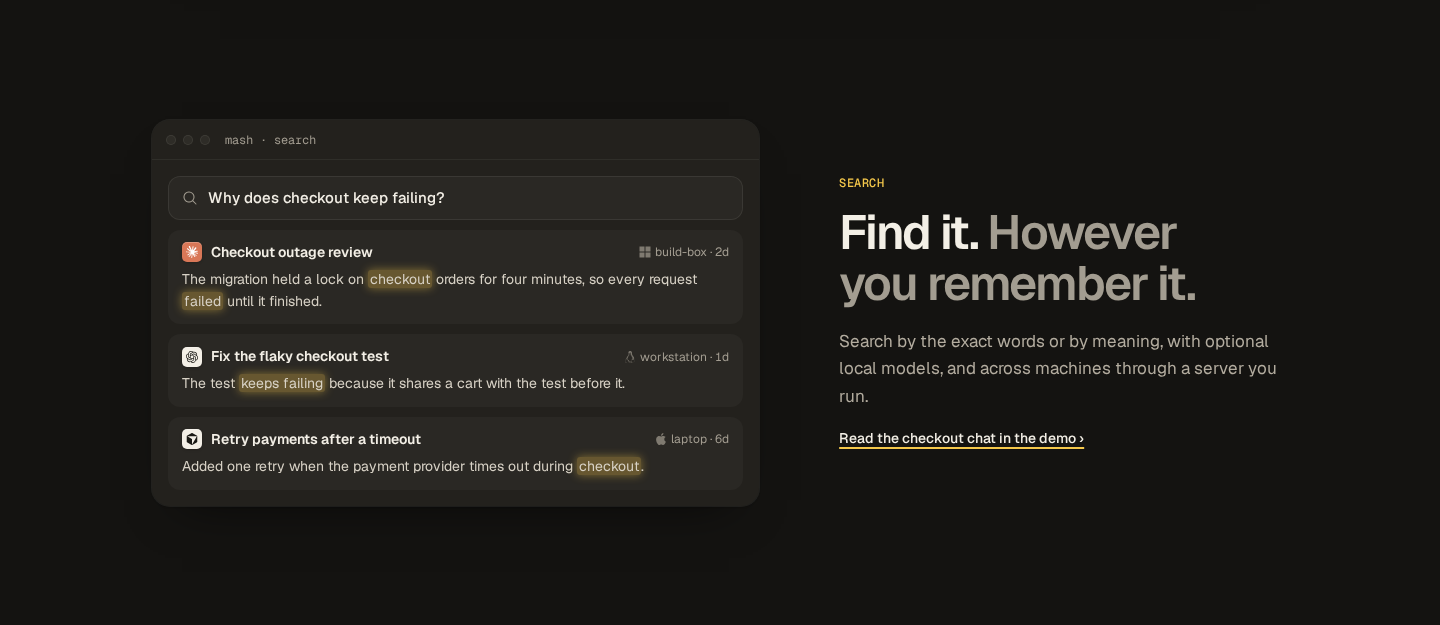 mash · search
Why does checkout keep failing?
Checkout outage review
build-box · 2d
The migration held a lock on checkout orders for four minutes, so every request
failed until it finished.
Fix the flaky checkout test
workstation · 1d
The test keeps failing because it shares a cart with the test before it.
Retry payments after a timeout
laptop · 6d
Added one retry when the payment provider times out during checkout.
SEARCH
Find it. However
you remember it.
Search by the exact words or by meaning, with optional
local models, and across machines through a server you
run.
Read the checkout chat in the demo ›